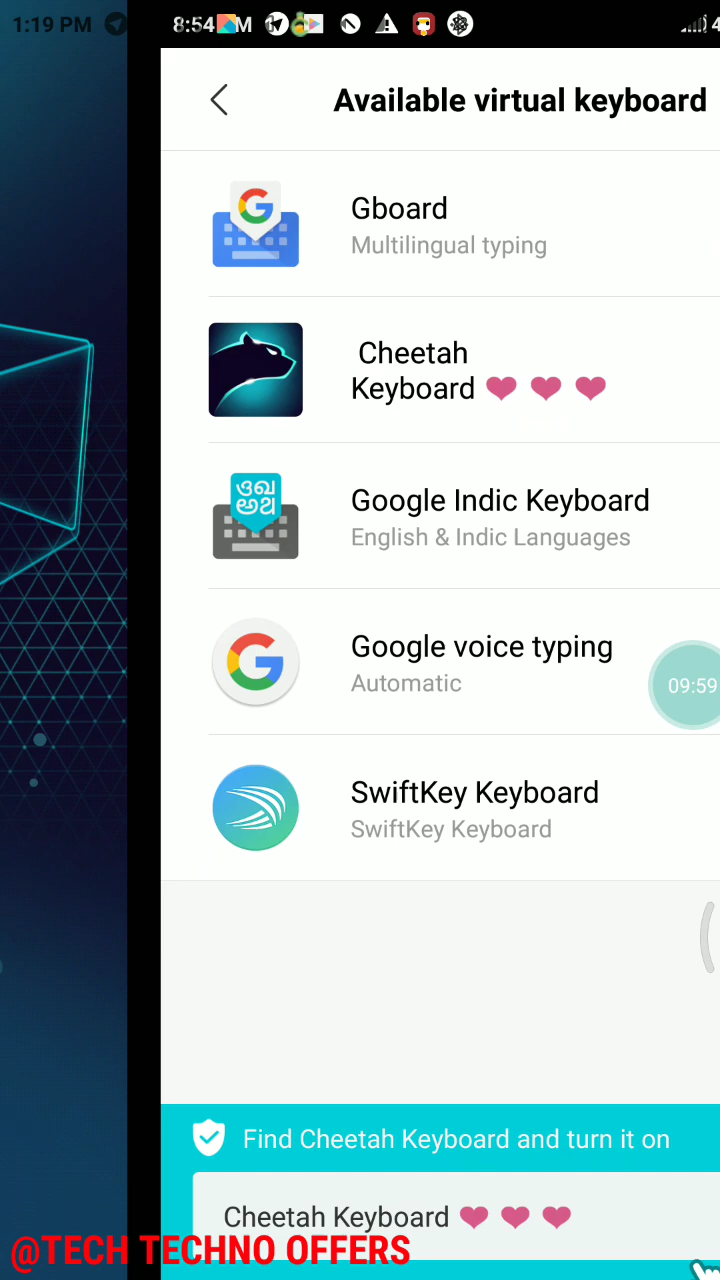 1:19 PM
8:54 M
Available virtual keyboard
Gboard
Multilingual typing
Cheetah
Keyboard ❤ ❤ ❤
ஓખ
అಠ
Google Indic Keyboard
English & Indic Languages
Google voice typing
Automatic
09:59
SwiftKey Keyboard
SwiftKey Keyboard
Find Cheetah Keyboard and turn it on
Cheetah Keyboard ❤ ❤ ❤
@TECH TECHNO OFFERS